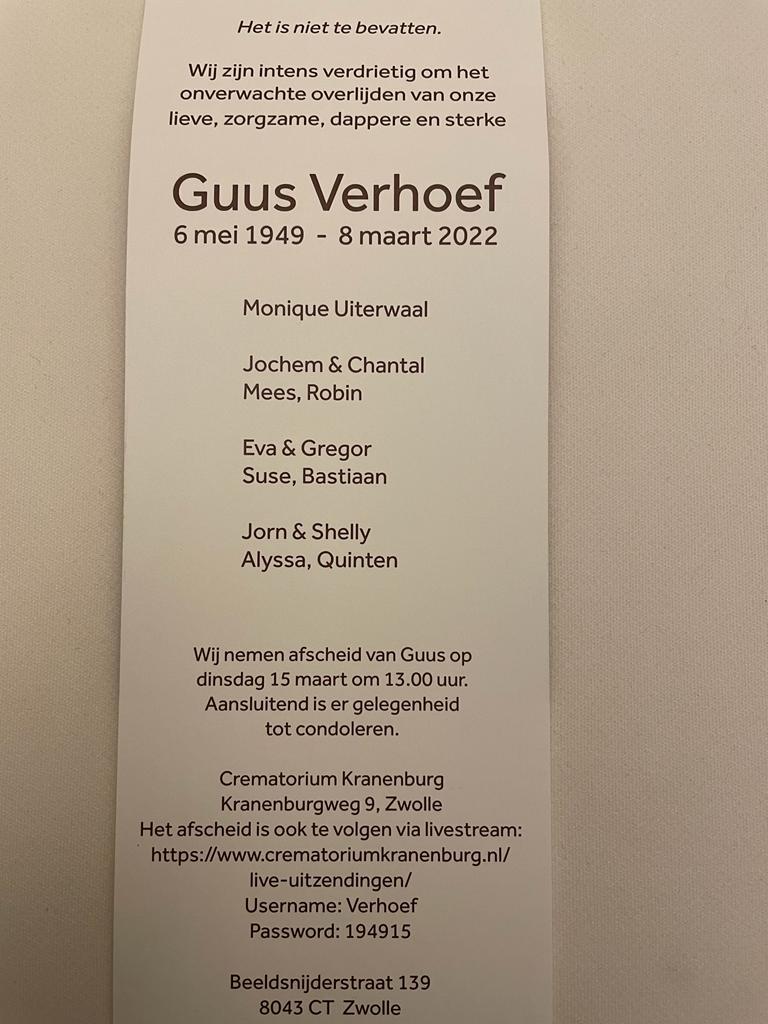 Het is niet te bevatten.
Wij zijn intens verdrietig om het
onverwachte overlijden van onze
lieve, zorgzame, dappere en sterke
Guus Verhoef
6 mei 1949 - 8 maart 2022
Monique Uiterwaal
Jochem & Chantal
Mees, Robin
Eva & Gregor
Suse, Bastiaan
Jorn & Shelly
Alyssa, Quinten
Wij nemen afscheid van Guus op
dinsdag 15 maart om 13.00 uur.
Aansluitend is er gelegenheid
tot condoleren.
Crematorium Kranenburg
Kranenburgweg 9, Zwolle
Het afscheid is ook te volgen via livestream:
https://www.crematoriumkranenburg.nl/
live-uitzendingen/
Username: Verhoef
Password: 194915
Beeldsnijderstraat 139
8043 CT Zwolle